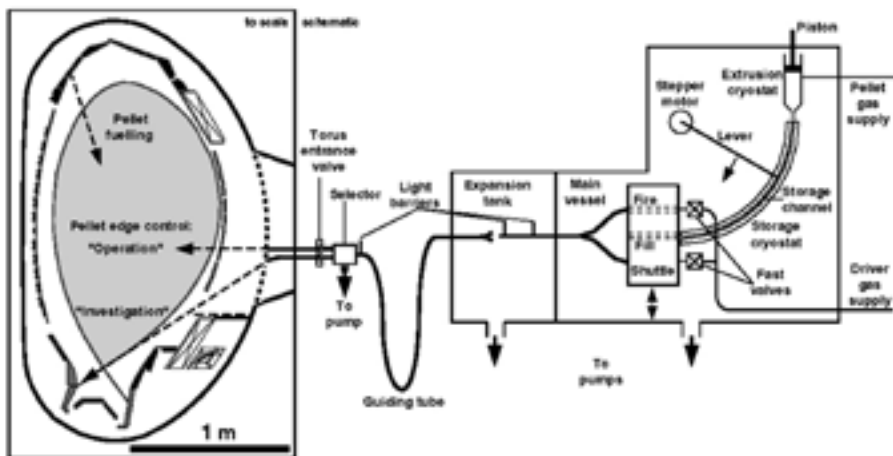 to scale
schematic
Piston
Extrusion
cryostat
Stepper
motor
Pellet
gas
supply
Pellet
fuelling
Torus
entrance
valve
Lever
Selector
Light
barriers
Expansion
tank
Main
vessel
Fire
Storage
channel
Pellet edge control:
"Operation"
Fill
Storage
cryostat
Shuttle
Fast
valves
Driver
gas
supply
"Investigation"
To
pump
To
pumps
Guiding tube
1 m